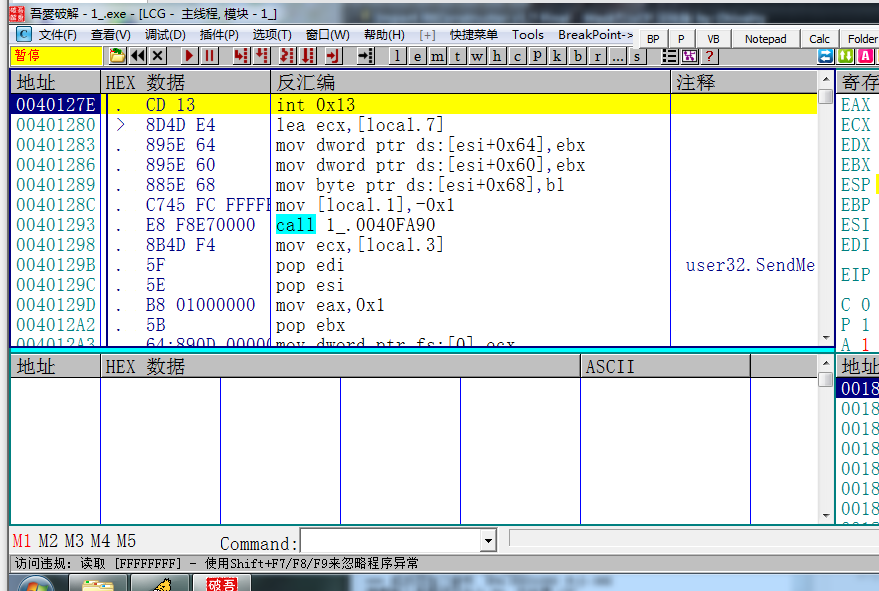 吾愛破解 - 1_.exe - [LCG - 主线程, 模块 - 1_]
C 文件(F) 查看(V) 调试(D) 插件(P) 选项(T) 窗口(W) 帮助(H) [+] 快捷菜单 Tools BreakPoint-> BP P VB Notepad Calc Folder
暂停 l e m t w h c p k b r ... s ? A
地址 HEX 数据 反汇编 注释 寄存
0040127E . CD 13 int 0x13 EAX
00401280 > 8D4D E4 lea ecx,[local.7] ECX
00401283 . 895E 64 mov dword ptr ds:[esi+0x64],ebx EDX
00401286 . 895E 60 mov dword ptr ds:[esi+0x60],ebx EBX
00401289 . 885E 68 mov byte ptr ds:[esi+0x68],bl ESP
0040128C . C745 FC FFFFF mov [local.1],-0x1 EBP
00401293 . E8 F8E70000 call 1_.0040FA90 ESI
00401298 . 8B4D F4 mov ecx,[local.3] EDI
0040129B . 5F pop edi user32.SendMe
0040129C . 5E pop esi EIP
0040129D . B8 01000000 mov eax,0x1 C 0
004012A2 . 5B pop ebx P 1
004012A3 . 64:890D 00000 mov dword ptr fs:[0],ecx A 1
地址 HEX 数据 ASCII 地址
0018
0018
0018
0018
0018
0018
0018
M1 M2 M3 M4 M5 Command:
访问违规: 读取 [FFFFFFFF] - 使用Shift+F7/F8/F9来忽略程序异常
破吾